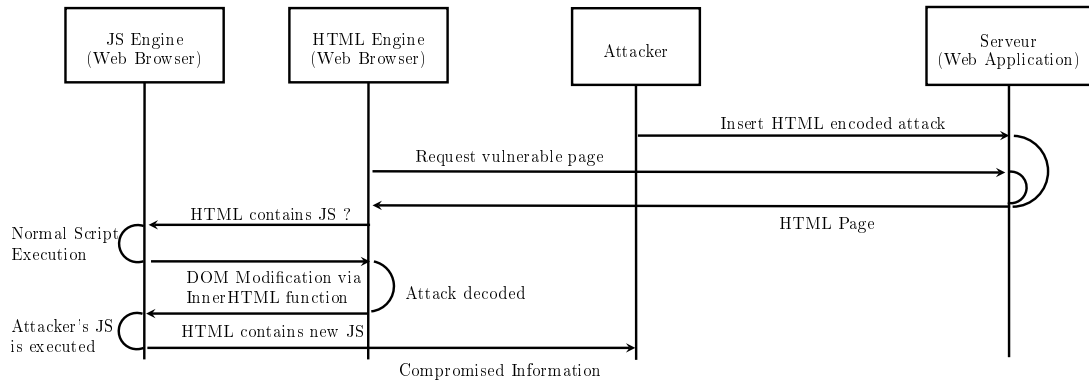 JS Engine
(Web Browser)
HTML Engine
(Web Browser)
Attacker
Serveur
(Web Application)
Insert HTML encoded attack
Request vulnerable page
HTML contains JS ?
HTML Page
Normal Script
Execution
DOM Modification via
InnerHTML function
Attack decoded
Attacker's JS
is executed
HTML contains new JS
Compromised Information